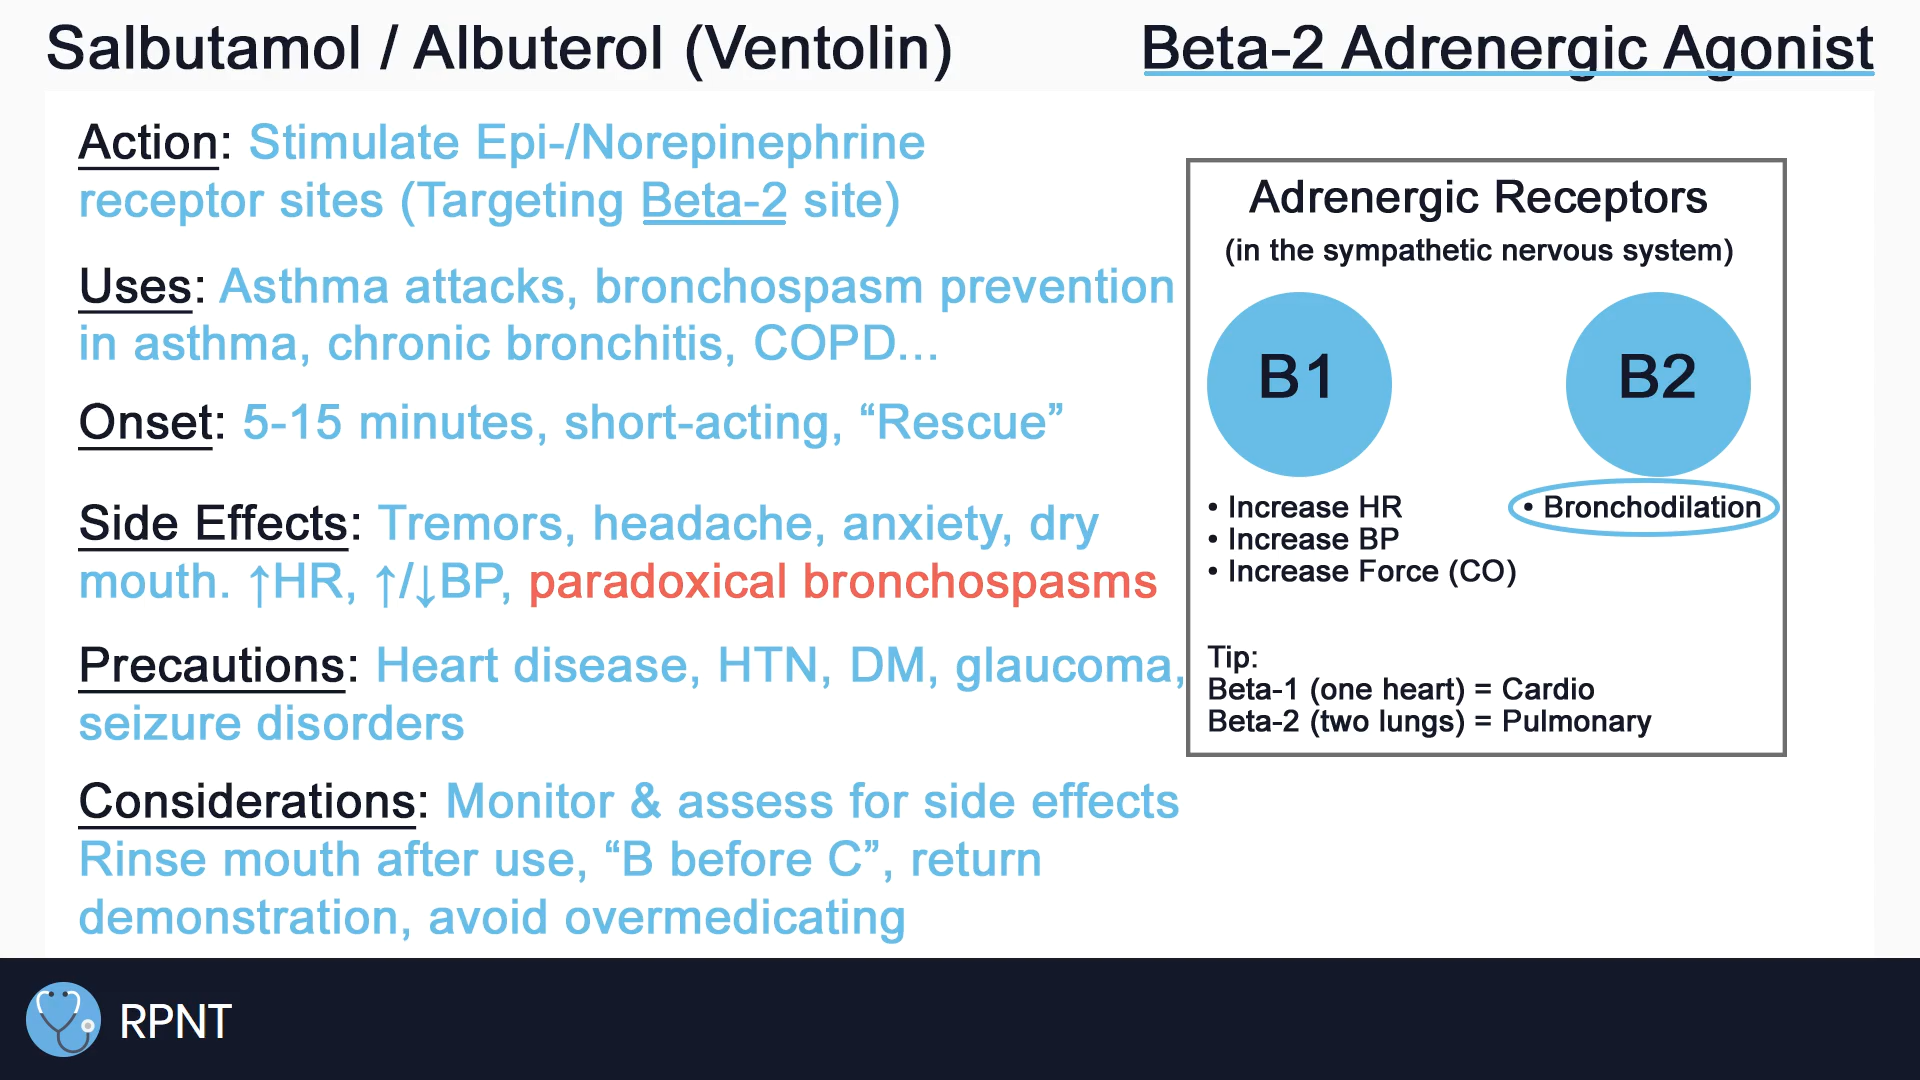 Salbutamol / Albuterol (Ventolin)
Beta-2 Adrenergic Agonist
Action: Stimulate Epi-/Norepinephrine
receptor sites (Targeting Beta-2 site)
Uses: Asthma attacks, bronchospasm prevention
in asthma, chronic bronchitis, COPD...
Onset: 5-15 minutes, short-acting, “Rescue”
Side Effects: Tremors, headache, anxiety, dry
mouth. ↑HR, ↑/↓BP, paradoxical bronchospasms
Precautions: Heart disease, HTN, DM, glaucoma,
seizure disorders
Considerations: Monitor & assess for side effects
Rinse mouth after use, “B before C”, return
demonstration, avoid overmedicating
Adrenergic Receptors
(in the sympathetic nervous system)
B1
B2
• Increase HR
• Increase BP
• Increase Force (CO)
• Bronchodilation
Tip:
Beta-1 (one heart) = Cardio
Beta-2 (two lungs) = Pulmonary
RPNT